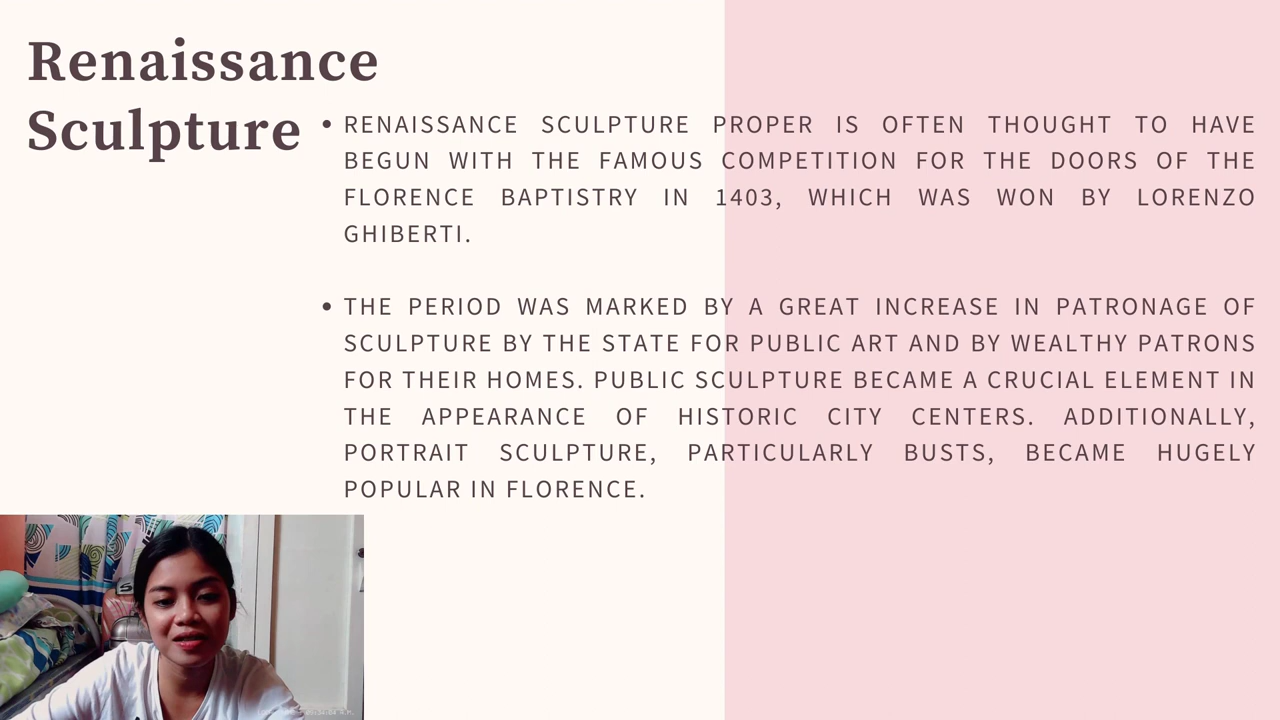 Renaissance
Sculpture
• RENAISSANCE SCULPTURE PROPER IS OFTEN THOUGHT TO HAVE
BEGUN WITH THE FAMOUS COMPETITION FOR THE DOORS OF THE
FLORENCE BAPTISTRY IN 1403, WHICH WAS WON BY LORENZO
GHIBERTI.
• THE PERIOD WAS MARKED BY A GREAT INCREASE IN PATRONAGE OF
SCULPTURE BY THE STATE FOR PUBLIC ART AND BY WEALTHY PATRONS
FOR THEIR HOMES. PUBLIC SCULPTURE BECAME A CRUCIAL ELEMENT IN
THE APPEARANCE OF HISTORIC CITY CENTERS. ADDITIONALLY,
PORTRAIT SCULPTURE, PARTICULARLY BUSTS, BECAME HUGELY
POPULAR IN FLORENCE.